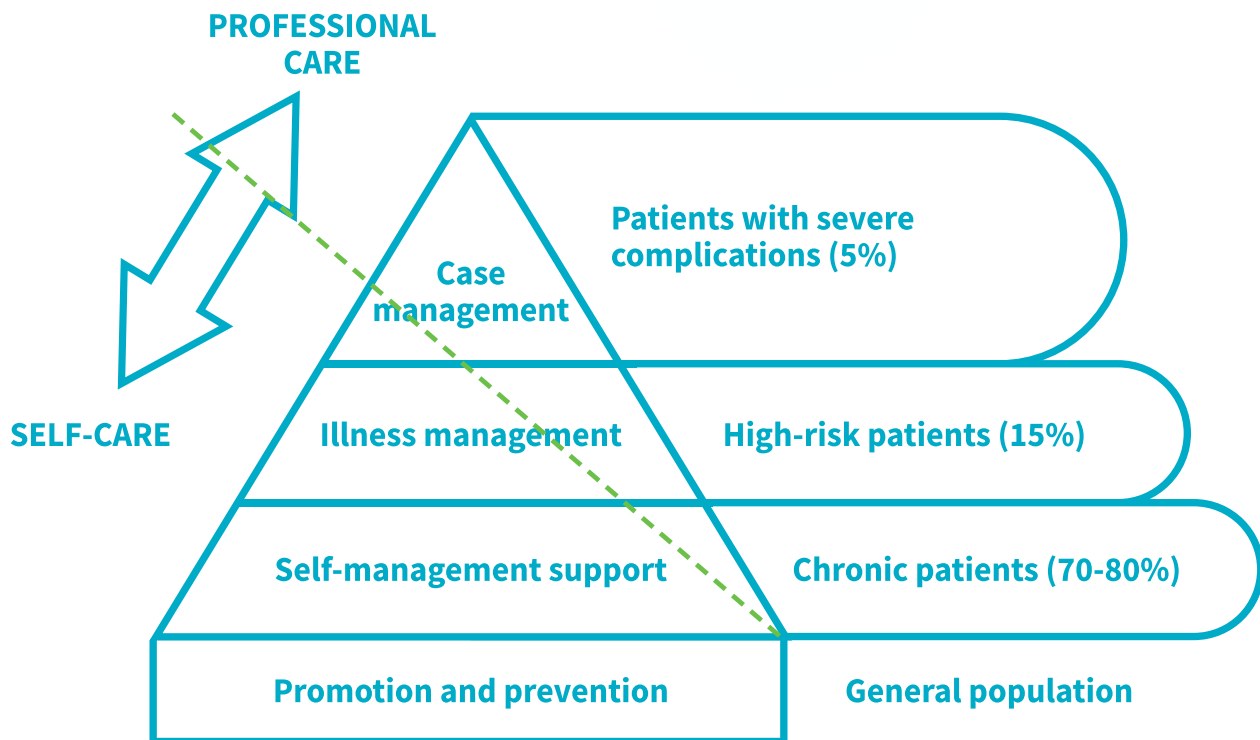 PROFESSIONAL
CARE
Patients with severe
complications (5%)
Case
management
SELF-CARE
Illness management
High-risk patients (15%)
Self-management support
Chronic patients (70-80%)
Promotion and prevention
General population